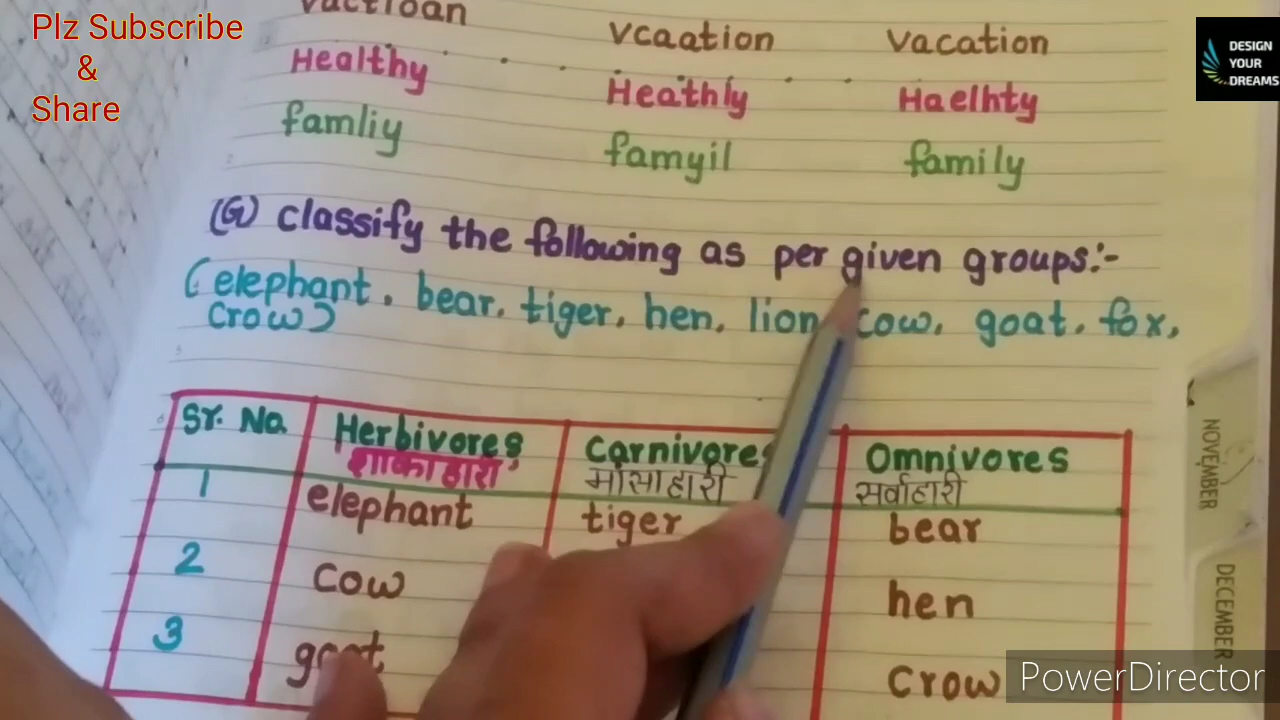 Plz Subscribe
&
Share
DESIGN
YOUR
DREAMS
vactioan vcaation vacation
Healthy Heathly Haelhty
famliy famyil family
(G) classify the following as per given groups:-
(elephant, bear, tiger, hen, lion cow, goat, fox,
crow)
Sr. No. Herbivores Carnivores Omnivores
शाकाहारी मांसाहारी सर्वाहारी
1 elephant tiger bear
2 cow hen
3 goat crow
NOVEMBER
DECEMBER
PowerDirector